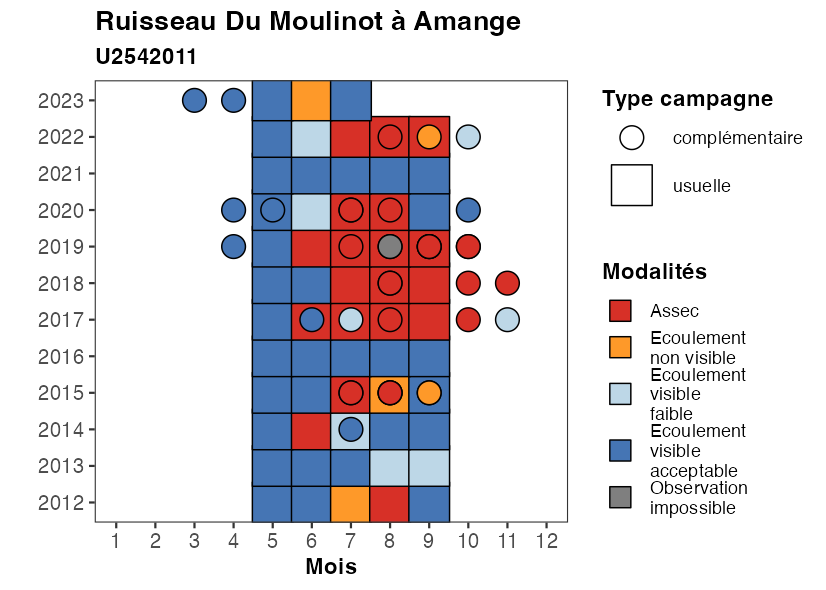 Ruisseau Du Moulinot à Amange
U2542011
2023
2022
2021
2020
2019
2018
2017
2016
2015
2014
2013
2012
1 2 3 4 5 6 7 8 9 10 11 12
Mois
Type campagne
complémentaire
usuelle
Modalités
Assec
Ecoulement
non visible
Ecoulement
visible
faible
Ecoulement
visible
acceptable
Observation
impossible